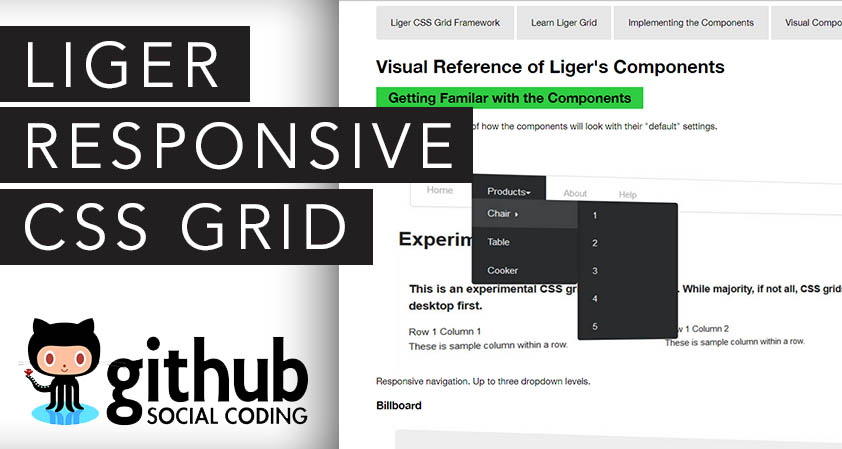 LIGER
RESPONSIVE
CSS GRID
github
SOCIAL CODING
Liger CSS Grid Framework
Learn Liger Grid
Implementing the Components
Visual Compo
Visual Reference of Liger's Components
Getting Familar with the Components
of how the components will look with their "default" settings.
Home
Products
About
Help
Chair
1
Table
2
Cooker
3
4
5
Experim
This is an experimental CSS gri
. While majority, if not all, CSS grids
desktop first.
Row 1 Column 1
These is sample column within a row.
w 1 Column 2
These is sample column within a row.
Responsive navigation. Up to three dropdown levels.
Billboard